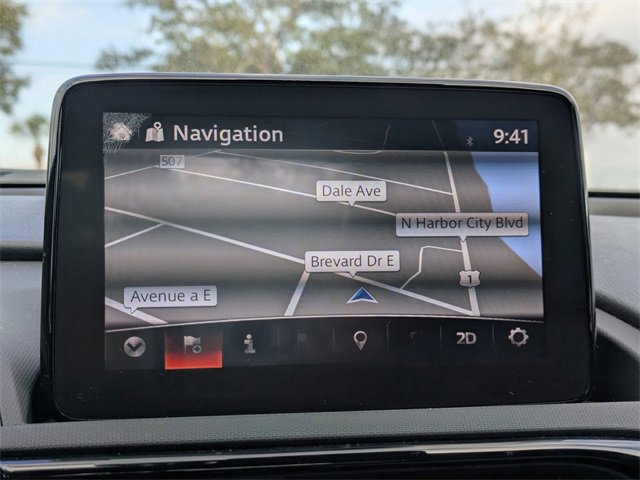 Navigation 9:41
507
Dale Ave
N Harbor City Blvd
Brevard Dr E
1
Avenue a E
2D